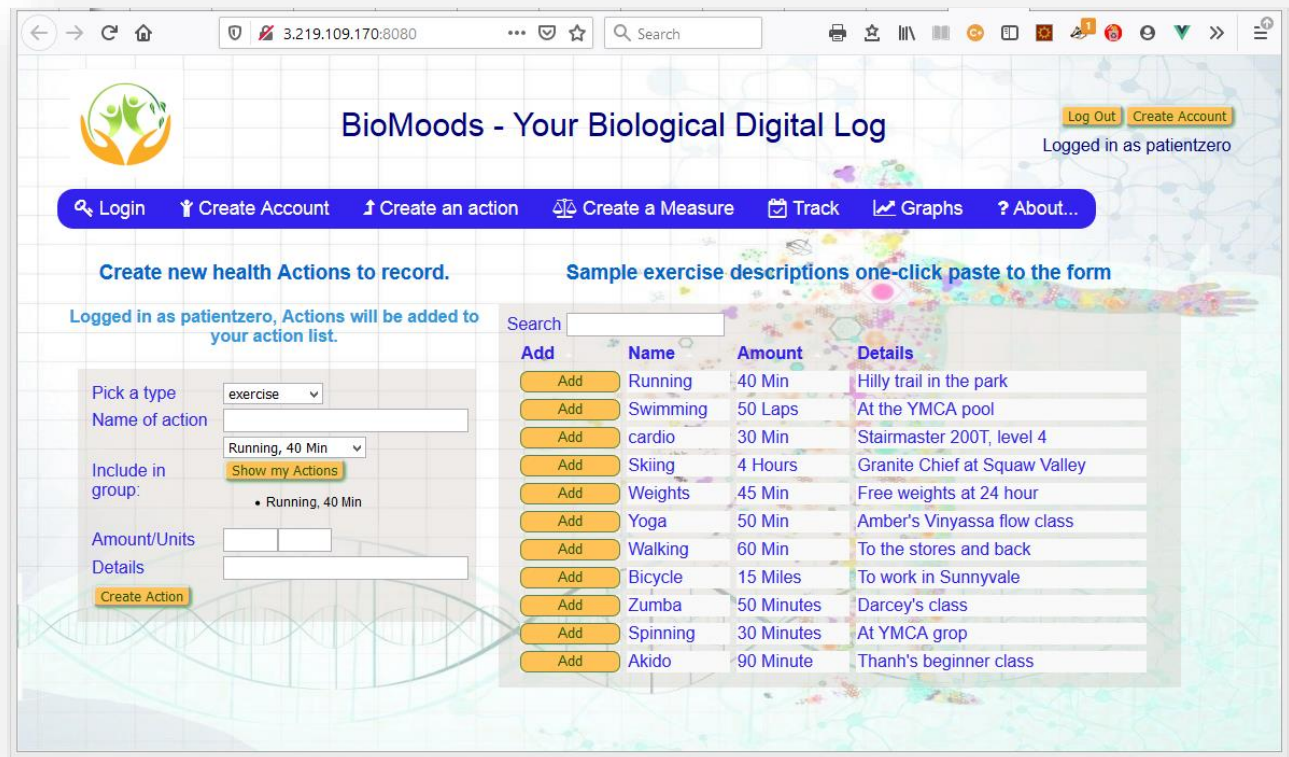 3.219.109.170:8080
Search
BioMoods - Your Biological Digital Log
Log Out Create Account
Logged in as patientzero
Login Create Account Create an action Create a Measure Track Graphs ? About...
Create new health Actions to record.
Logged in as patientzero, Actions will be added to
your action list.
Pick a type exercise
Name of action
Running, 40 Min
Include in
group:
Show my Actions
• Running, 40 Min
Amount/Units
Details
Create Action
Sample exercise descriptions one-click paste to the form
Search
Add Name Amount Details
Add Running 40 Min Hilly trail in the park
Add Swimming 50 Laps At the YMCA pool
Add cardio 30 Min Stairmaster 200T, level 4
Add Skiing 4 Hours Granite Chief at Squaw Valley
Add Weights 45 Min Free weights at 24 hour
Add Yoga 50 Min Amber's Vinyassa flow class
Add Walking 60 Min To the stores and back
Add Bicycle 15 Miles To work in Sunnyvale
Add Zumba 50 Minutes Darcey's class
Add Spinning 30 Minutes At YMCA grop
Add Akido 90 Minute Thanh's beginner class